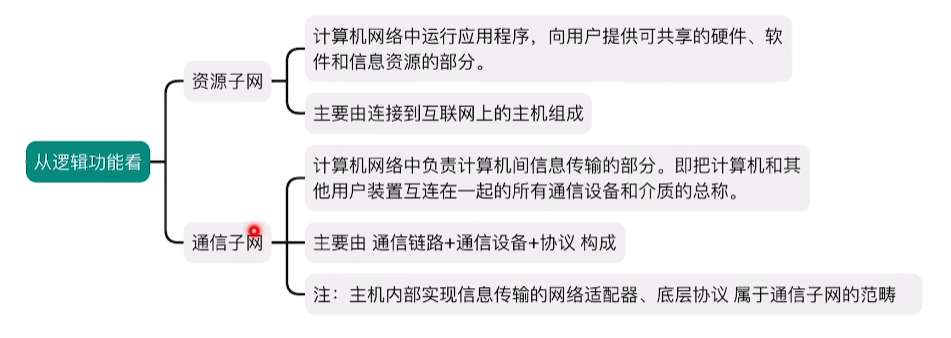 计算机网络中运行应用程序，向用户提供可共享的硬件、软
件和信息资源的部分。
资源子网
主要由连接到互联网上的主机组成
从逻辑功能看
计算机网络中负责计算机间信息传输的部分。即把计算机和其
他用户装置互连在一起的所有通信设备和介质的总称。
通信子网
主要由 通信链路+通信设备+协议 构成
注：主机内部实现信息传输的网络适配器、底层协议 属于通信子网的范畴